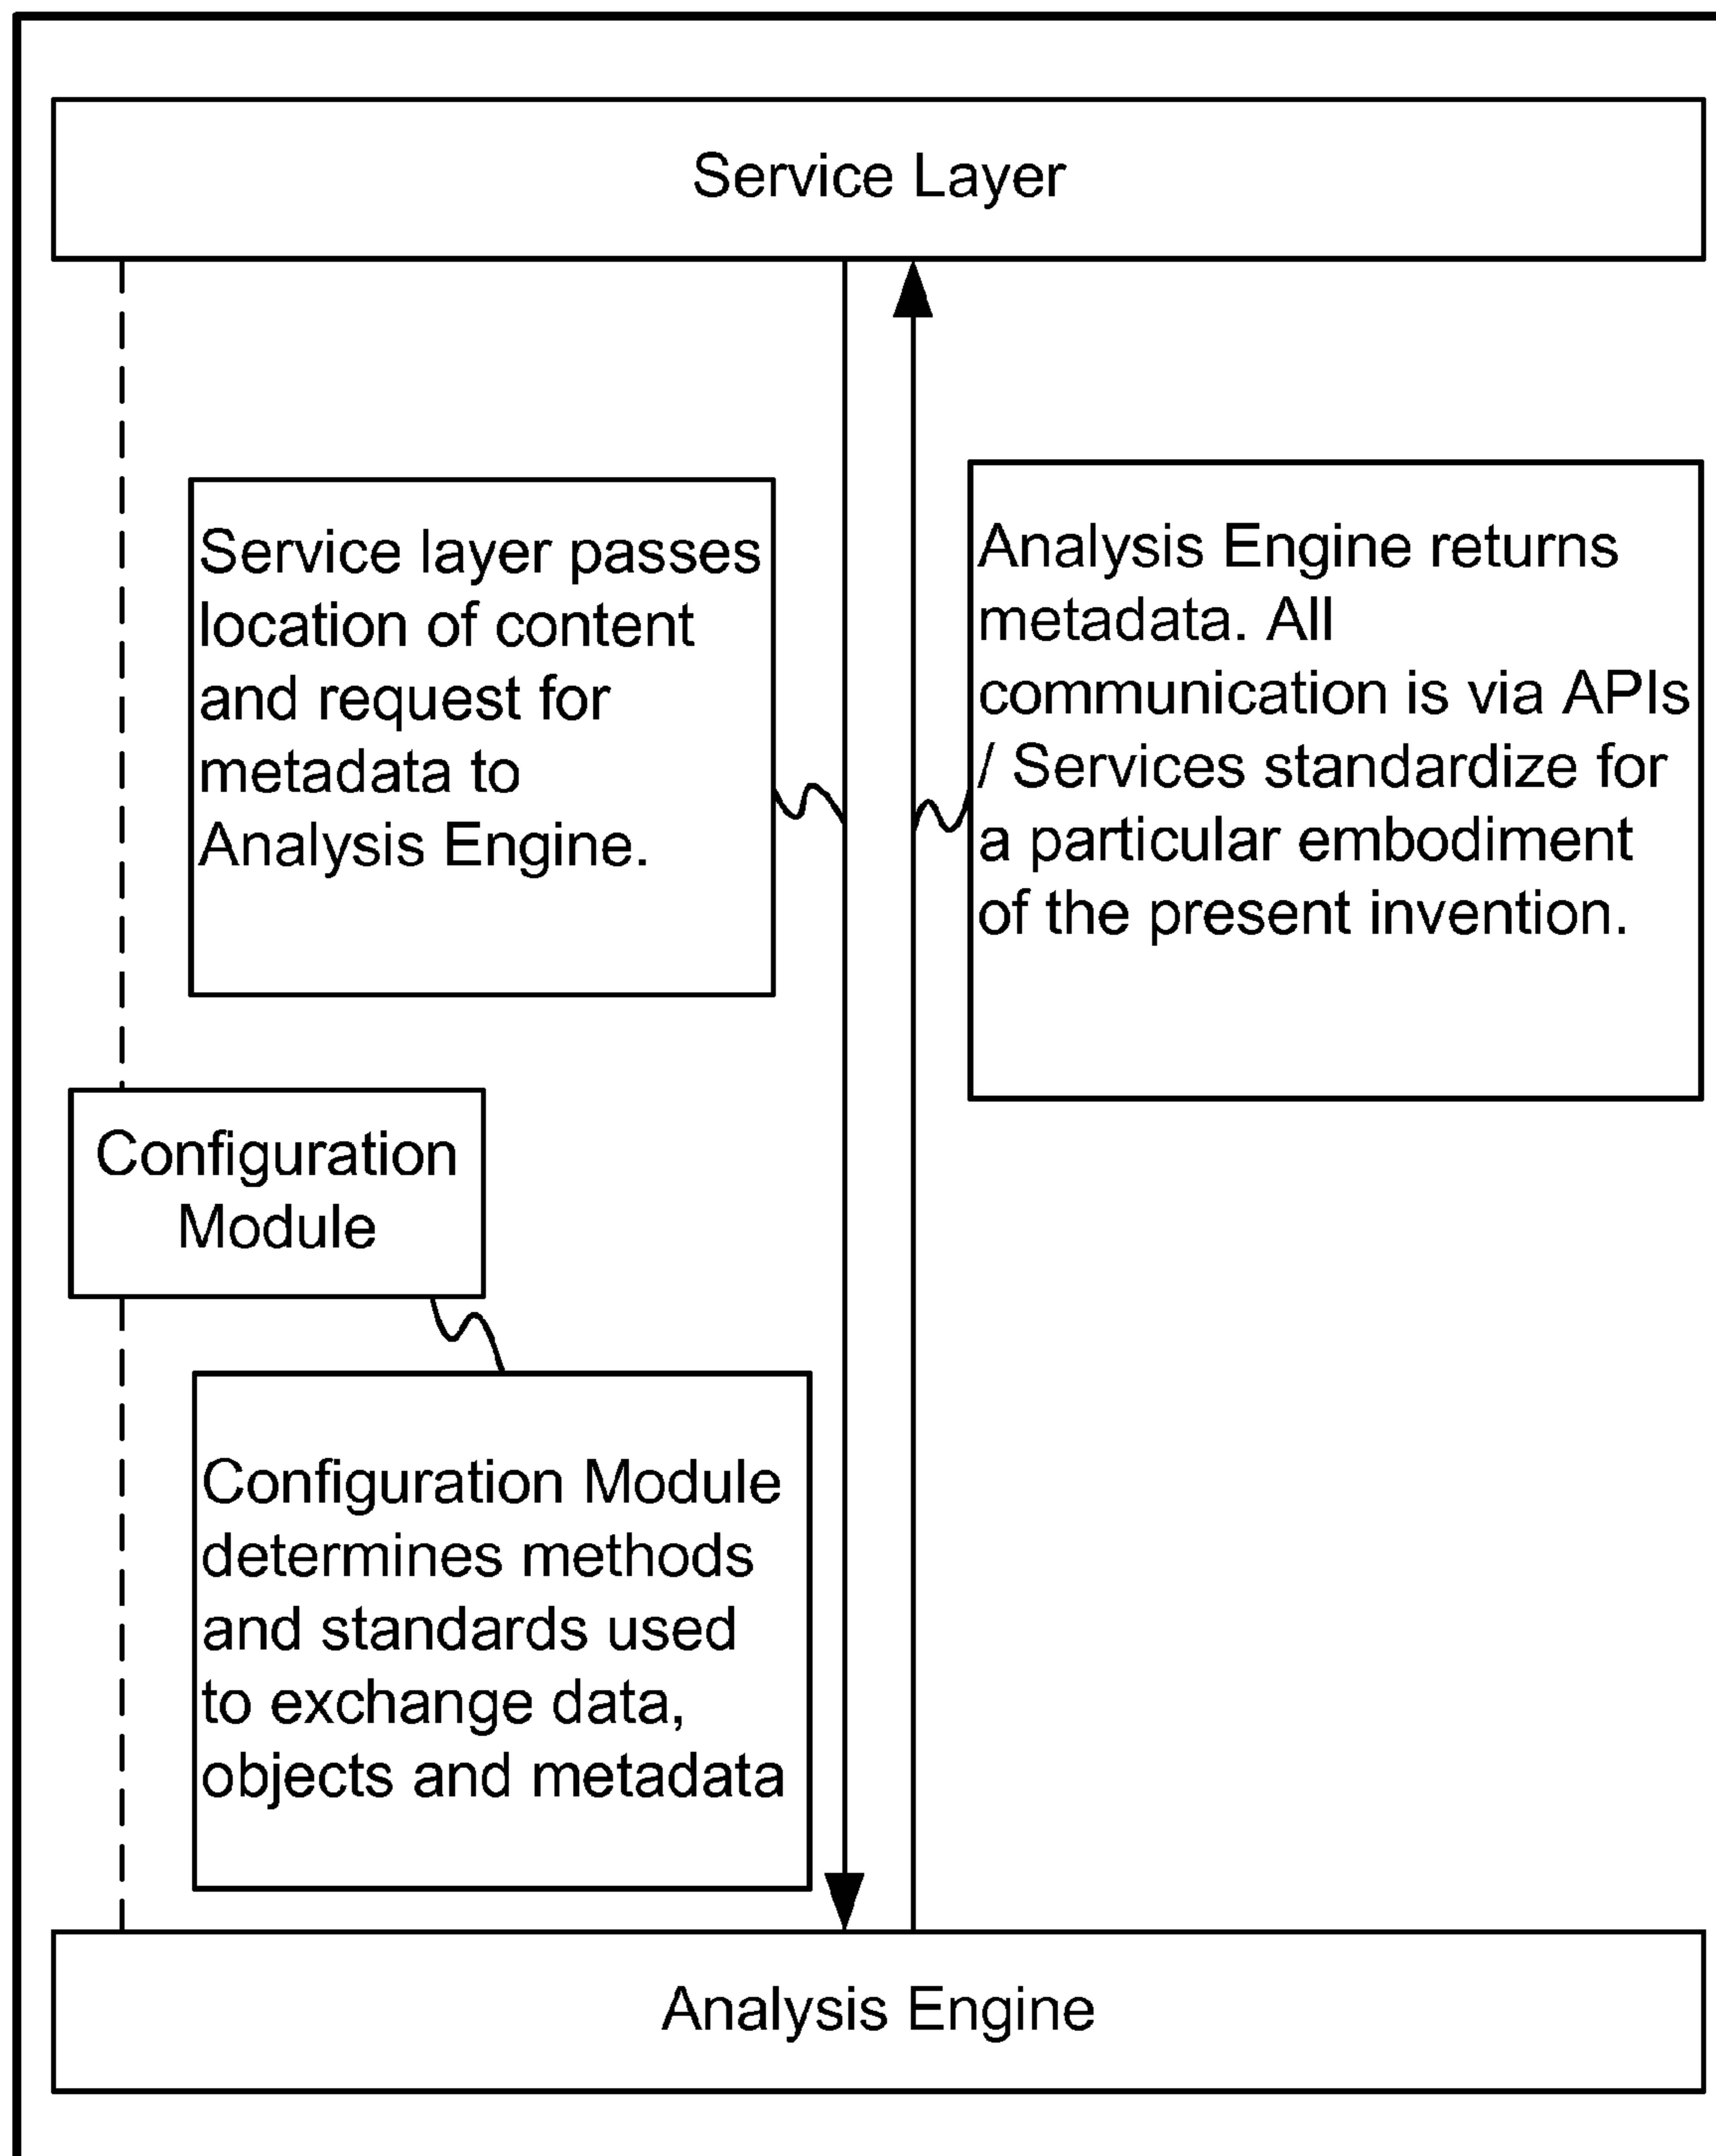 Service Layer
Service layer passes
location of content
and request for
metadata to
Analysis Engine.
Analysis Engine returns
metadata. All
communication is via APIs
/ Services standardize for
a particular embodiment
of the present invention.
Configuration
Module
Configuration Module
determines methods
and standards used
to exchange data,
objects and metadata
Analysis Engine